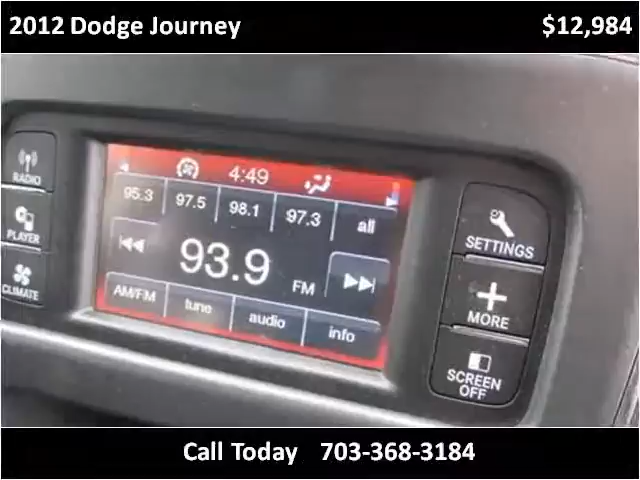 2012 Dodge Journey $12,984
RADIO
PLAYER
CLIMATE
4:49
95.3 97.5 98.1 97.3 all
93.9 FM
AM/FM tune audio info
SETTINGS
MORE
SCREEN
OFF
Call Today 703-368-3184